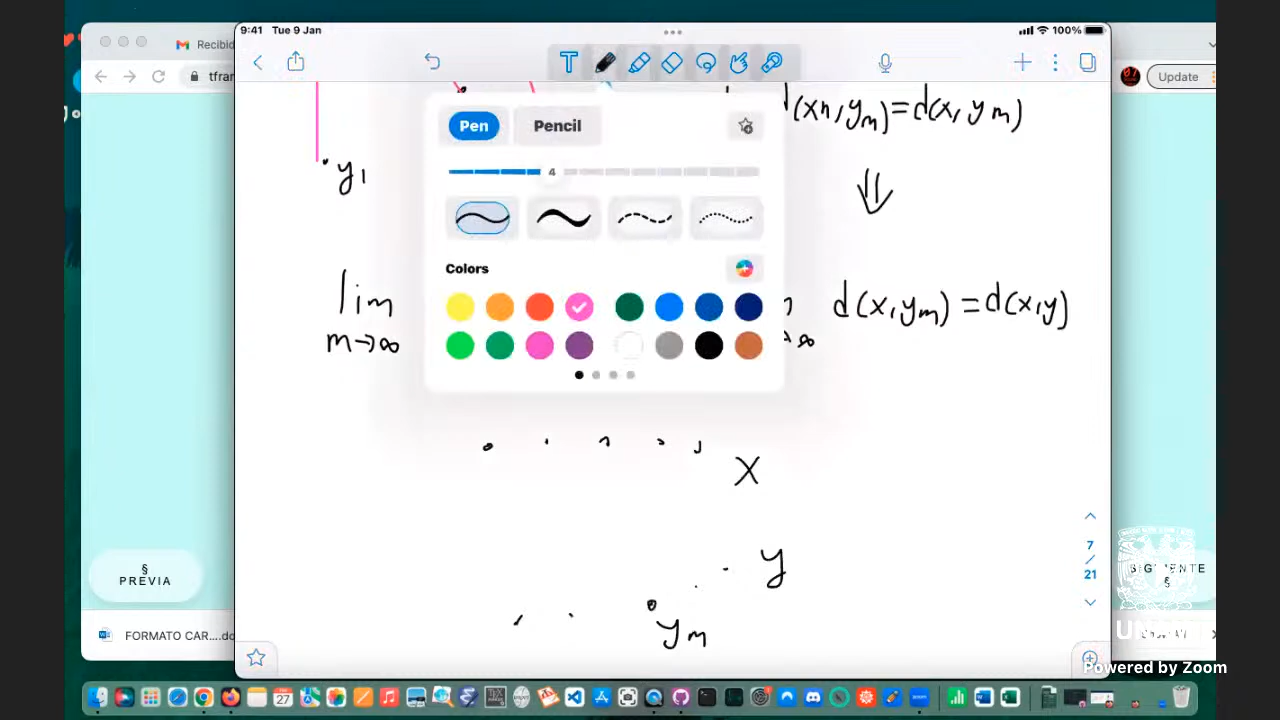 9:41 Tue 9 Jan
100%
Recibid
tfran
Update
Pen
Pencil
4
Colors
d(xn, ym)=d(x, ym)
y1
⇓
lim
m→∞
d(x,ym) = d(x,y)
∞
x
y
ym
7
/
21
§
PREVIA
SIGUIENTE
§
FORMATO CAR....do
27
Powered by Zoom